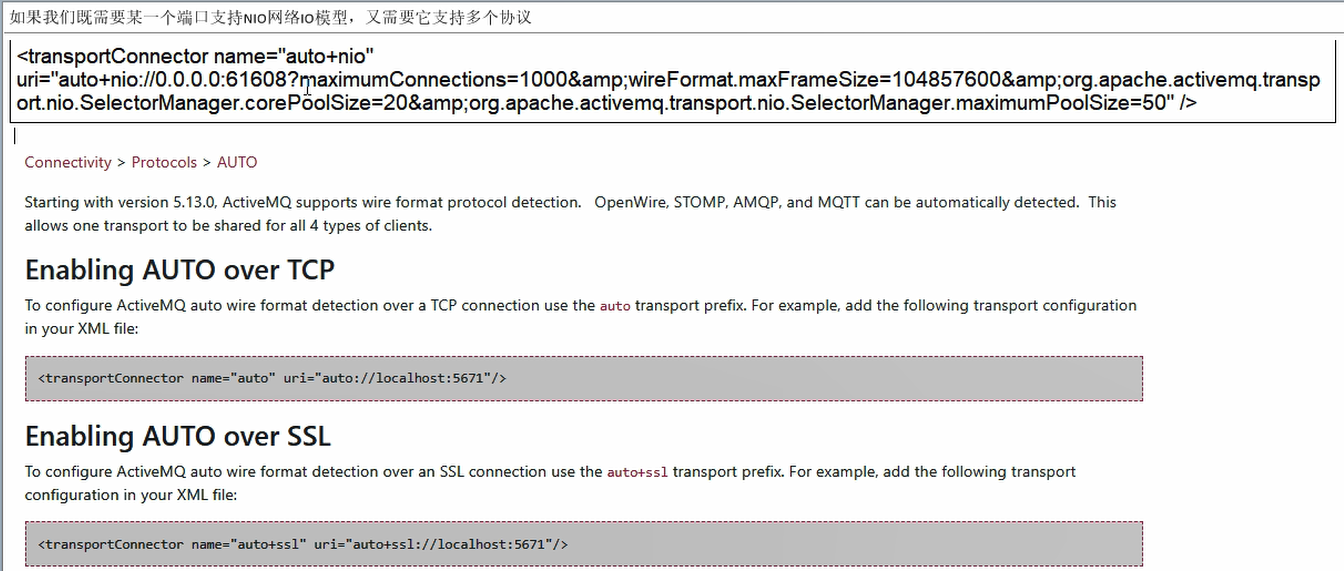 如果我们既需要某一个端口支持NIO网络IO模型，又需要它支持多个协议
<transportConnector name="auto+nio"
uri="auto+nio://0.0.0.0:61608?maximumConnections=1000&amp;wireFormat.maxFrameSize=104857600&amp;org.apache.activemq.transp
ort.nio.SelectorManager.corePoolSize=20&amp;org.apache.activemq.transport.nio.SelectorManager.maximumPoolSize=50" />
Connectivity > Protocols > AUTO
Starting with version 5.13.0, ActiveMQ supports wire format protocol detection.   OpenWire, STOMP, AMQP, and MQTT can be automatically detected.  This
allows one transport to be shared for all 4 types of clients.
Enabling AUTO over TCP
To configure ActiveMQ auto wire format detection over a TCP connection use the auto transport prefix. For example, add the following transport configuration
in your XML file:
<transportConnector name="auto" uri="auto://localhost:5671"/>
Enabling AUTO over SSL
To configure ActiveMQ auto wire format detection over an SSL connection use the auto+ssl transport prefix. For example, add the following transport
configuration in your XML file:
<transportConnector name="auto+ssl" uri="auto+ssl://localhost:5671"/>